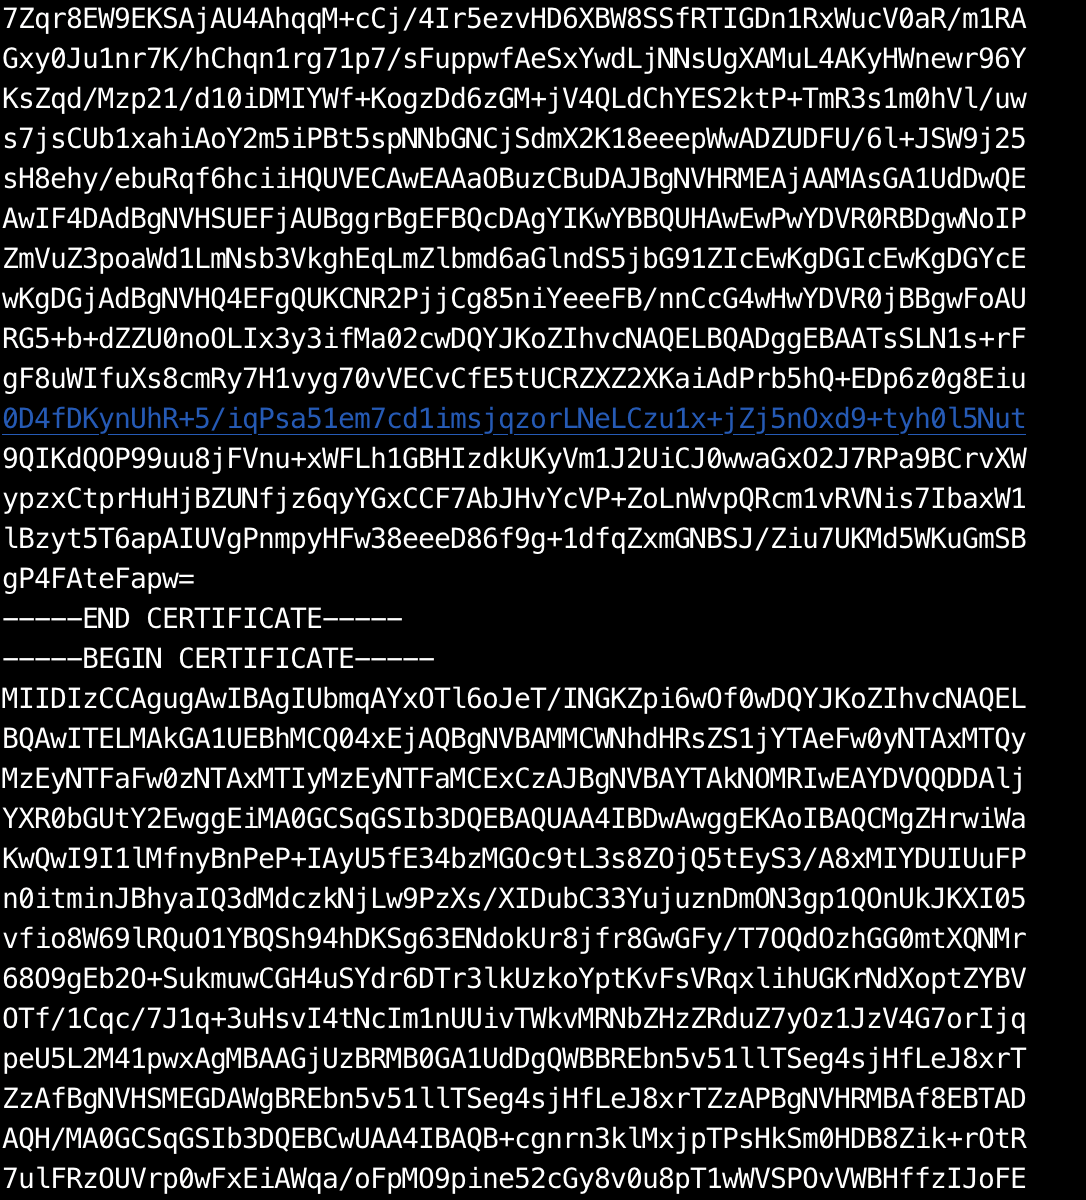 7Zqr8EW9EKSAjAU4AhqqM+cCj/4Ir5ezvHD6XBW8SSfRTIGDn1RxWucV0aR/m1RA
Gxy0Ju1nr7K/hChqn1rg71p7/sFuppwfAeSxYwdLjNNsUgXAMuL4AKyHWnewr96Y
KsZqd/Mzp21/d10iDMIYWf+KogzDd6zGM+jV4QLdChYES2ktP+TmR3s1m0hVl/uw
s7jsCUb1xahiAoY2m5iPBt5spNNbGNCjSdmX2K18eeepWwADZUDFU/6l+JSW9j25
sH8ehy/ebuRqf6hciiHQUVECAwEAAaOBuzCBuDAJBgNVHRMEAjAAMAsGA1UdDwQE
AwIF4DAdBgNVHSUEFjAUBggrBgEFBQcDAgYIKwYBBQUHAwEwPwYDVR0RBDgwNoIP
ZmVuZ3poaWd1LmNsb3VkghEqLmZlbmd6aGlndS5jbG91ZIcEwKgDGIcEwKgDGYcE
wKgDGjAdBgNVHQ4EFgQUKCNR2PjjCg85niYeeeFB/nnCcG4wHwYDVR0jBBgwFoAU
RG5+b+dZZU0noOLIx3y3ifMa02cwDQYJKoZIhvcNAQELBQADggEBAATsSLN1s+rF
gF8uWIfuXs8cmRy7H1vyg70vVECvCfE5tUCRZXZ2XKaiAdPrb5hQ+EDp6z0g8Eiu
0D4fDKynUhR+5/iqPsa51em7cd1imsjqzorLNeLCzu1x+jZj5nOxd9+tyh0l5Nut
9QIKdQOP99uu8jFVnu+xWFLh1GBHIzdkUKyVm1J2UiCJ0wwaGxO2J7RPa9BCrvXW
ypzxCtprHuHjBZUNfjz6qyYGxCCF7AbJHvYcVP+ZoLnWvpQRcm1vRVNis7IbaxW1
lBzyt5T6apAIUVgPnmpyHFw38eeeD86f9g+1dfqZxmGNBSJ/Ziu7UKMd5WKuGmSB
gP4FAteFapw=
-----END CERTIFICATE-----
-----BEGIN CERTIFICATE-----
MIIDIzCCAgugAwIBAgIUbmqAYxOTl6oJeT/INGKZpi6wOf0wDQYJKoZIhvcNAQEL
BQAwITELMAkGA1UEBhMCQ04xEjAQBgNVBAMMCWNhdHRsZS1jYTAeFw0yNTAxMTQy
MzEyNTFaFw0zNTAxMTIyMzEyNTFaMCExCzAJBgNVBAYTAkNOMRIwEAYDVQQDDAlj
YXR0bGUtY2EwggEiMA0GCSqGSIb3DQEBAQUAA4IBDwAwggEKAoIBAQCMgZHrwiWa
KwQwI9I1lMfnyBnPeP+IAyU5fE34bzMGOc9tL3s8ZOjQ5tEyS3/A8xMIYDUIUuFP
n0itminJBhyaIQ3dMdczkNjLw9PzXs/XIDubC33YujuznDmON3gp1QOnUkJKXI05
vfio8W69lRQuO1YBQSh94hDKSg63ENdokUr8jfr8GwGFy/T7OQdOzhGG0mtXQNMr
68O9gEb2O+SukmuwCGH4uSYdr6DTr3lkUzkoYptKvFsVRqxlihUGKrNdXoptZYBV
OTf/1Cqc/7J1q+3uHsvI4tNcIm1nUUivTWkvMRNbZHzZRduZ7yOz1JzV4G7orIjq
peU5L2M41pwxAgMBAAGjUzBRMB0GA1UdDgQWBBREbn5v51llTSeg4sjHfLeJ8xrT
ZzAfBgNVHSMEGDAWgBREbn5v51llTSeg4sjHfLeJ8xrTZzAPBgNVHRMBAf8EBTAD
AQH/MA0GCSqGSIb3DQEBCwUAA4IBAQB+cgnrn3klMxjpTPsHkSm0HDB8Zik+rOtR
7ulFRzOUVrp0wFxEiAWqa/oFpMO9pine52cGy8v0u8pT1wWVSPOvVWBHffzIJoFE